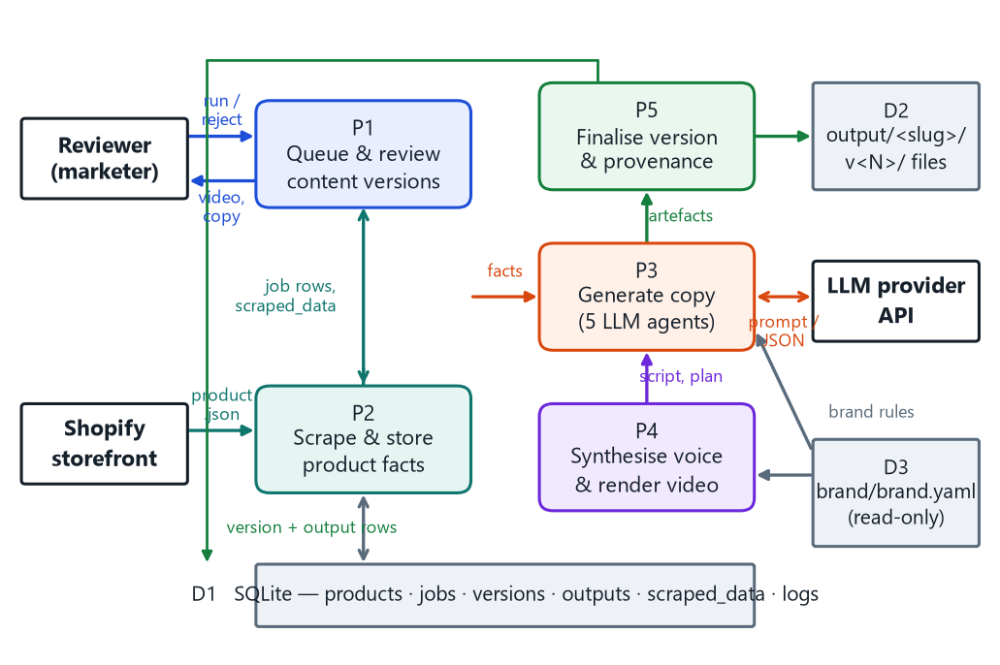 run /
reject
Reviewer
(marketer)
video,
copy
P1
Queue & review
content versions
P5
Finalise version
& provenance
D2
output/<slug>/
v<N>/ files
artefacts
job rows,
scraped_data
facts
P3
Generate copy
(5 LLM agents)
LLM provider
API
prompt /
JSON
script, plan
product
.json
Shopify
storefront
P2
Scrape & store
product facts
P4
Synthesise voice
& render video
brand rules
D3
brand/brand.yaml
(read-only)
version + output rows
D1 SQLite — products · jobs · versions · outputs · scraped_data · logs